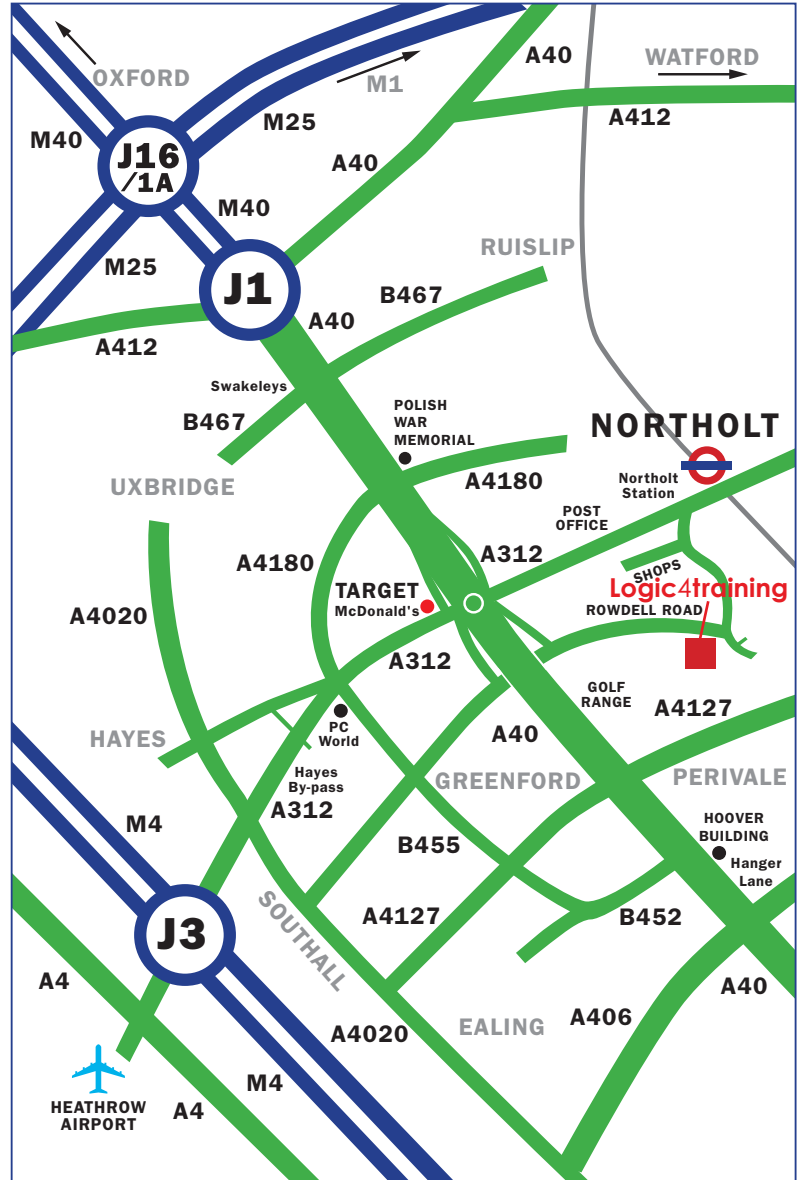 A40
WATFORD
OXFORD
M1
A412
M25
M40
J16
/1A
A40
M40
M25
RUISLIP
J1
B467
A40
A412
Swakeleys
POLISH
WAR
MEMORIAL
B467
NORTHOLT
Northolt
Station
A4180
UXBRIDGE
POST
OFFICE
A312
A4180
SHOPS
TARGET
McDonald's
Logic4training
ROWDELL ROAD
A4020
A312
GOLF
RANGE
A4127
PC
World
A40
HAYES
Hayes
By-pass
GREENFORD
PERIVALE
A312
M4
HOOVER
BUILDING
B455
Hanger
Lane
SOUTHALL
A4127
B452
J3
A4
A40
A406
EALING
A4020
M4
HEATHROW
AIRPORT
A4